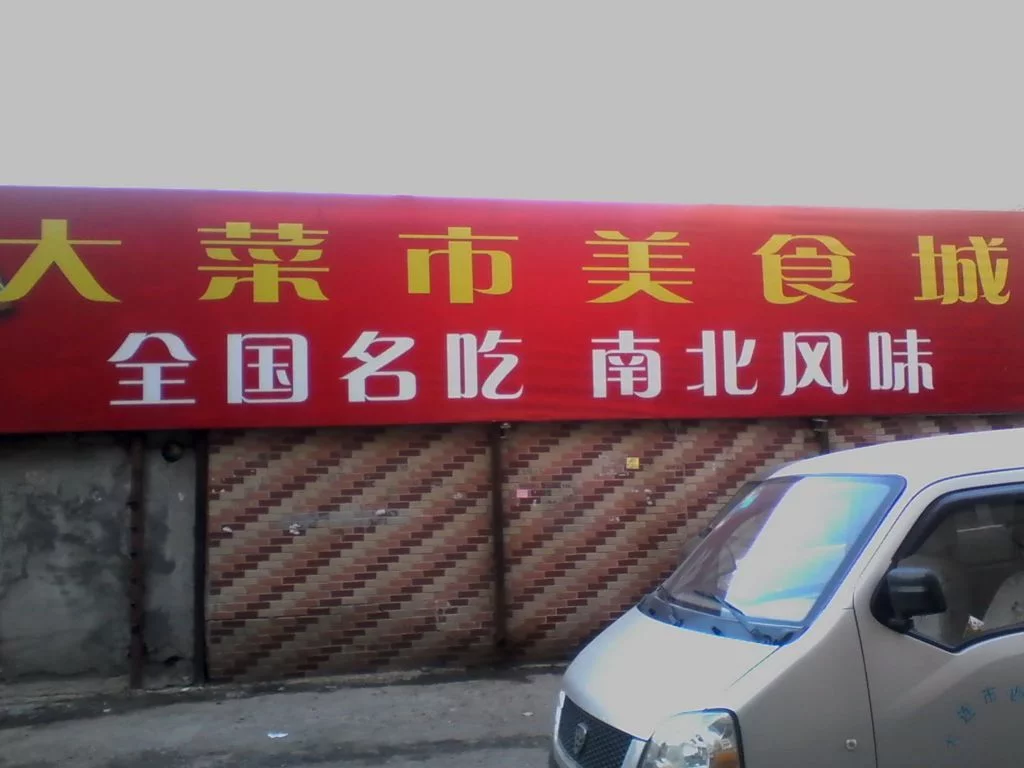 大菜市美食城
全国名吃 南北风味